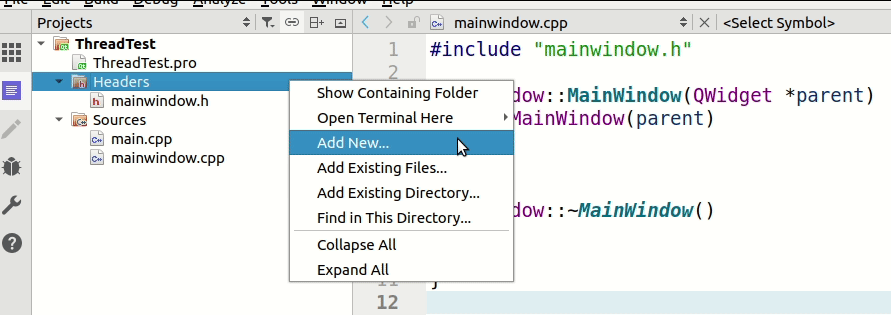 File Edit Build Debug Analyze Tools Window Help
Projects
mainwindow.cpp
<Select Symbol>
ThreadTest
ThreadTest.pro
Headers
mainwindow.h
Sources
main.cpp
mainwindow.cpp
Show Containing Folder
Open Terminal Here
Add New...
Add Existing Files...
Add Existing Directory...
Find in This Directory...
Collapse All
Expand All
1 #include "mainwindow.h"
2
dow::MainWindow(QWidget *parent)
MainWindow(parent)
dow::~MainWindow()
11 }
12